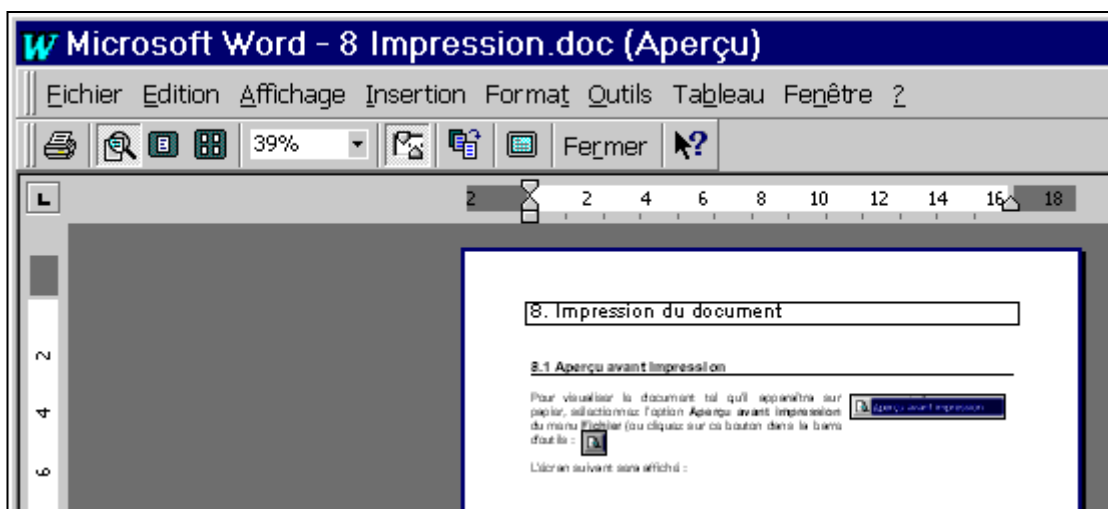 Microsoft Word - 8 Impression.doc (Aperçu)
Fichier Edition Affichage Insertion Format Outils Tableau Fenêtre ?
39% Fermer
L
2 2 4 6 8 10 12 14 16 18
8. Impression du document
8.1 Aperçu avant impression
Pour visualiser le document tel qu'il apparaîtra sur
papier, sélectionnez l'option Aperçu avant impression
Aperçu avant impression
du menu Fichier (ou cliquez sur ce bouton dans la barre
d'outils :
L'écran suivant sera affiché :
2
4
6